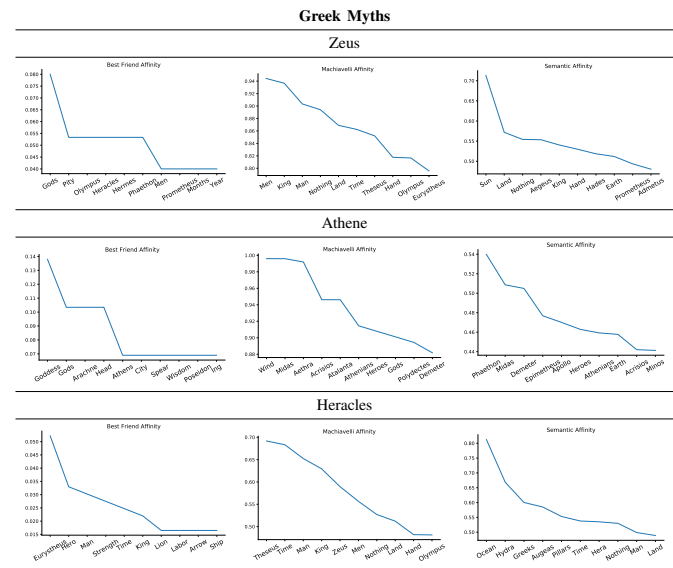 Greek Myths
Zeus
Best Friend Affinity
0.080
0.075
0.070
0.065
0.060
0.055
0.050
0.045
0.040
Gods Pity Olympus Heracles Hermes Phaethon Men Prometheus Months Year
Machiavelli Affinity
0.94
0.92
0.90
0.88
0.86
0.84
0.82
0.80
Men King Man Nothing Land Time Theseus Hand Olympus Eurystheus
Semantic Affinity
0.70
0.65
0.60
0.55
0.50
Sun Land Nothing Aegeus King Hand Hades Earth Prometheus Admetus
Athene
Best Friend Affinity
0.14
0.13
0.12
0.11
0.10
0.09
0.08
0.07
Goddess Gods Arachne Head Athens City Spear Wisdom Poseidon Ing
Machiavelli Affinity
1.00
0.98
0.96
0.94
0.92
0.90
0.88
Wind Midas Aethra Acrisios Atalanta Athenians Heroes Gods Polydectes Demeter
Semantic Affinity
0.54
0.52
0.50
0.48
0.46
0.44
Phaethon Midas Demeter Epimetheus Apollo Heroes Athenians Earth Acrisios Minos
Heracles
Best Friend Affinity
0.050
0.045
0.040
0.035
0.030
0.025
0.020
0.015
Eurystheus Hero Man Strength Time King Lion Labor Arrow Ship
Machiavelli Affinity
0.70
0.65
0.60
0.55
0.50
Theseus Time Man King Zeus Men Nothing Land Hand Olympus
Semantic Affinity
0.80
0.75
0.70
0.65
0.60
0.55
0.50
Ocean Hydra Greeks Augeas Pillars Time Hera Nothing Man Land